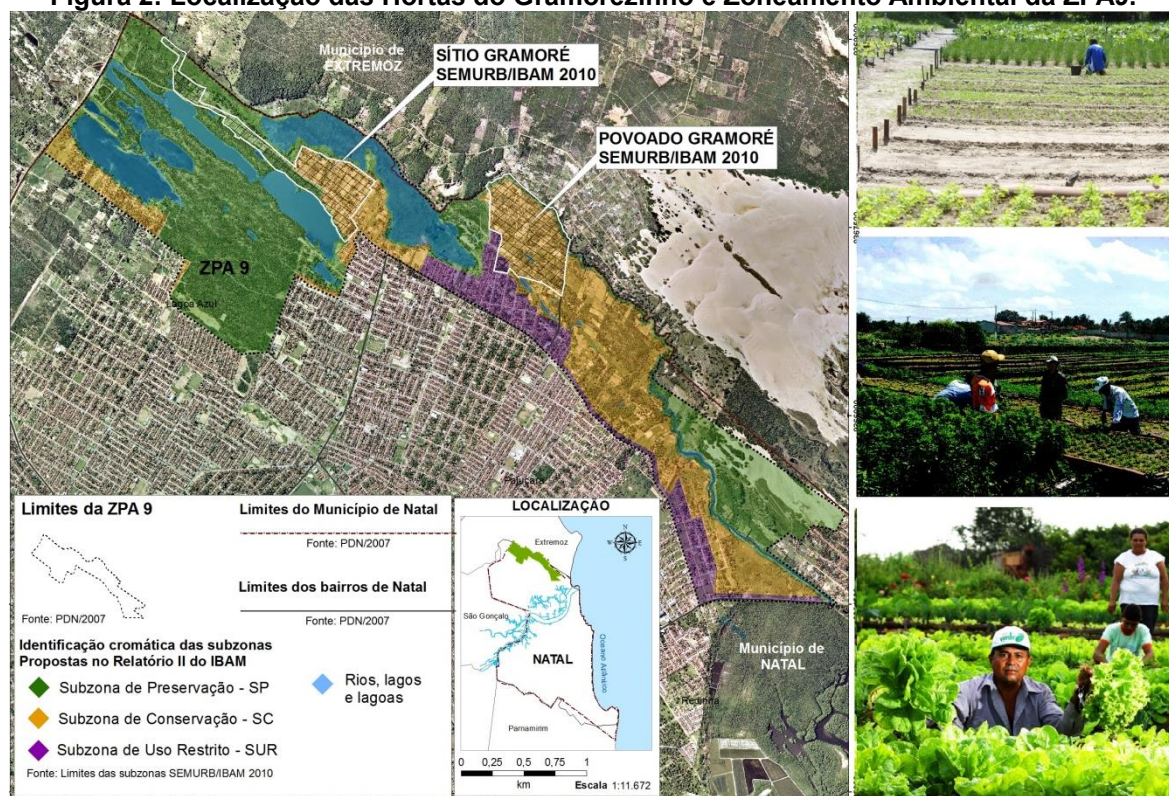 Figura 2: Localização das Hortas do Gramorezinho e Zoneamento Ambiental da ZPA9.
Município de
EXTREMOZ
SÍTIO GRAMORÉ
SEMURB/IBAM 2010
POVOADO GRAMORÉ
SEMURB/IBAM 2010
ZPA 9
Lagoa Azul
Pajuçara
Redinha
Município de
NATAL
Limites da ZPA 9
Fonte: PDN/2007
Limites do Município de Natal
Fonte: PDN/2007
Limites dos bairros de Natal
Fonte: PDN/2007
Identificação cromática das subzonas
Propostas no Relatório II do IBAM
Subzona de Preservação - SP
Subzona de Conservação - SC
Subzona de Uso Restrito - SUR
Rios, lagos
e lagoas
Fonte: Limites das subzonas SEMURB/IBAM 2010
LOCALIZAÇÃO
Extremoz
N
W
E
S
São Gonçalo
NATAL
Oceano Atlântico
Parnamirim
0 0,25 0,5 0,75 1
km
Escala 1:11.672